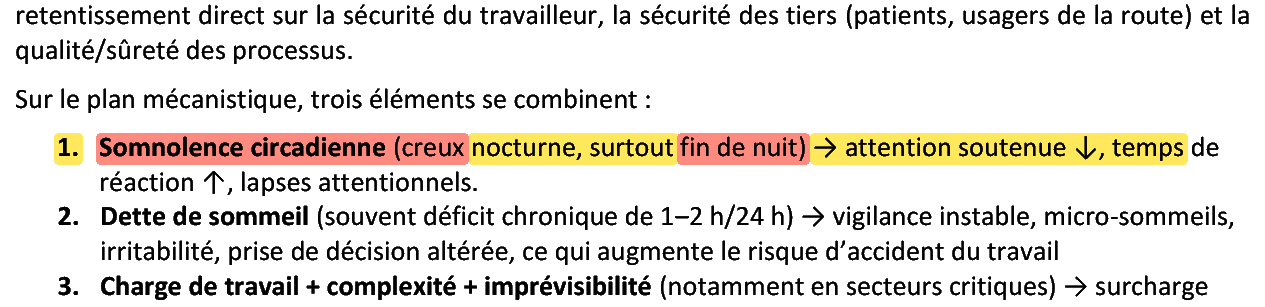 retentissement direct sur la sécurité du travailleur, la sécurité des tiers (patients, usagers de la route) et la
qualité/sûreté des processus.
Sur le plan mécanistique, trois éléments se combinent :
1. Somnolence circadienne (creux nocturne, surtout fin de nuit) → attention soutenue ↓, temps de
réaction ↑, lapses attentionnels.
2. Dette de sommeil (souvent déficit chronique de 1–2 h/24 h) → vigilance instable, micro-sommeils,
irritabilité, prise de décision altérée, ce qui augmente le risque d’accident du travail
3. Charge de travail + complexité + imprévisibilité (notamment en secteurs critiques) → surcharge